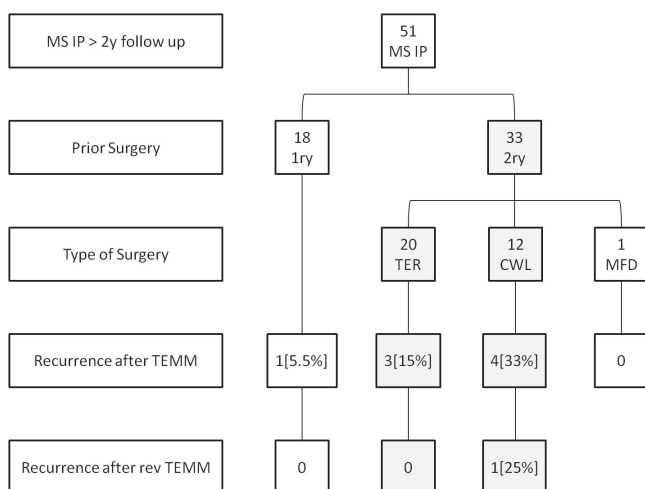 MS IP > 2y follow up
51
MS IP
Prior Surgery
18
1ry
33
2ry
Type of Surgery
20
TER
12
CWL
1
MFD
Recurrence after TEMM
1[5.5%]
3[15%]
4[33%]
0
Recurrence after rev TEMM
0
0
1[25%]